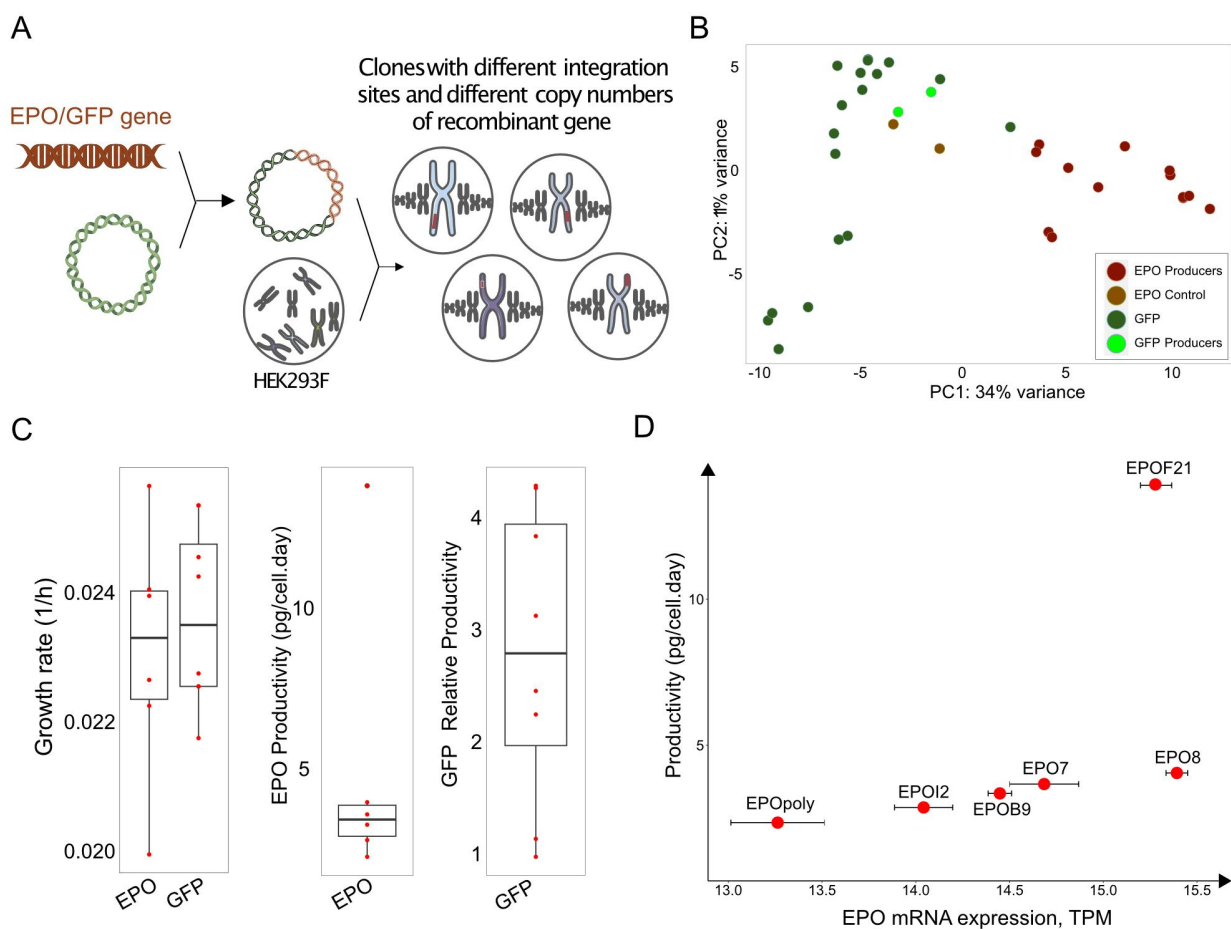 A
Clones with different integration
sites and different copy numbers
of recombinant gene
EPO/GFP gene
HEK293F
B
5
0
-5
PC2: 11% variance
-10
-5
0
5
10
PC1: 34% variance
EPO Producers
EPO Control
GFP
GFP Producers
C
Growth rate (1/h)
0.024
0.022
0.020
EPO
GFP
EPO Productivity (pg/cell.day)
10
5
EPO
GFP Relative Productivity
4
3
2
1
GFP
D
Productivity (pg/cell.day)
10
5
EPOF21
EPO8
EPO7
EPOB9
EPOI2
EPOpoly
13.0
13.5
14.0
14.5
15.0
15.5
EPO mRNA expression, TPM